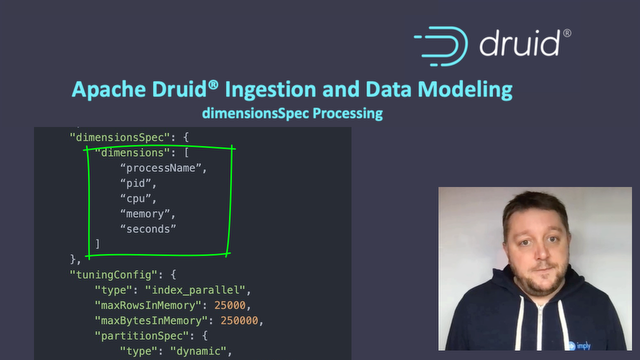 druid®
Apache Druid® Ingestion and Data Modeling
dimensionsSpec Processing
"dimensionsSpec": {
"dimensions": [
“processName”,
“pid”,
“cpu”,
“memory”,
“seconds”
]
},
"tuningConfig": {
"type": "index_parallel",
"maxRowsInMemory": 25000,
"maxBytesInMemory": 250000,
"partitionSpec": {
"type": "dynamic",
imply